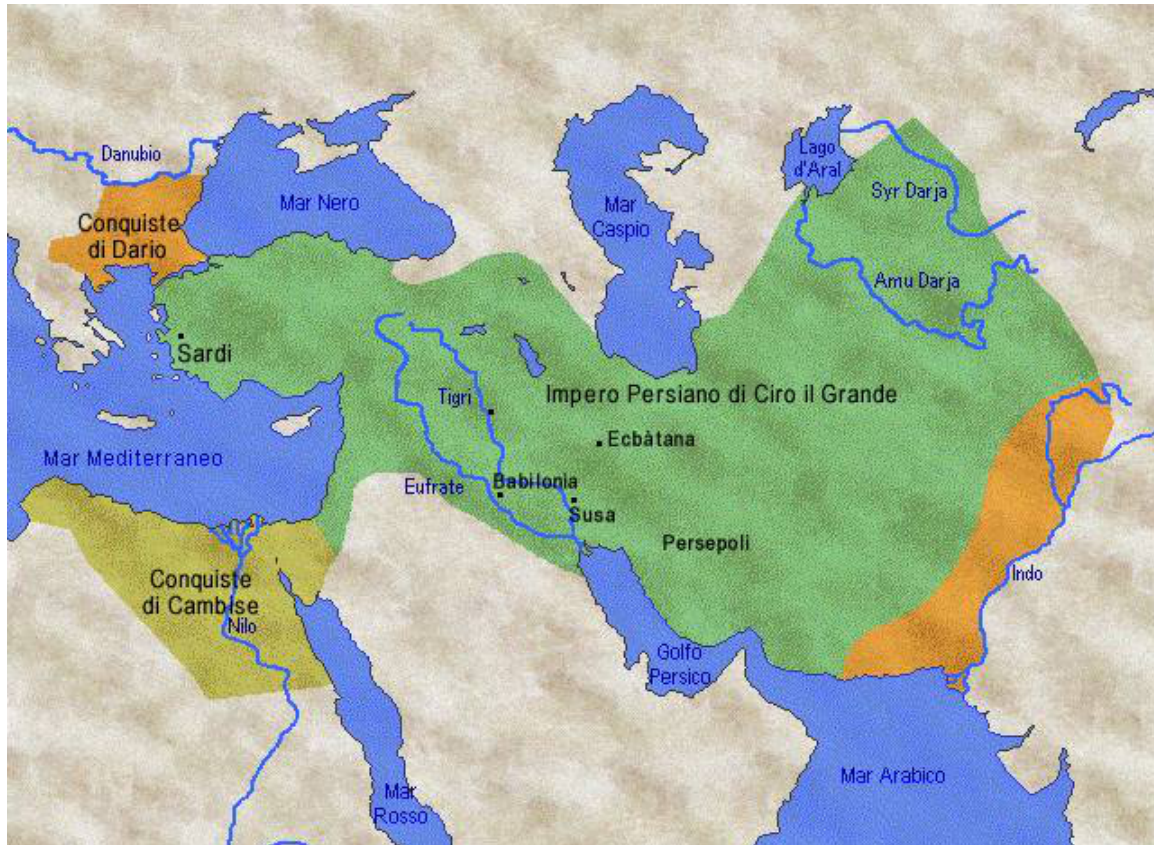 Danubio
Lago
d'Aral
Syr Darja
Mar Nero
Mar
Caspio
Conquiste
di Dario
Amu Darja
Sardi
Tigri
Impero Persiano di Ciro il Grande
Ecbàtana
Mar Mediterraneo
Eufrate
Babilonia
Susa
Persepoli
Conquiste
di Cambise
Nilo
Indo
Golfo
Persico
Mar Arabico
Mar
Rosso